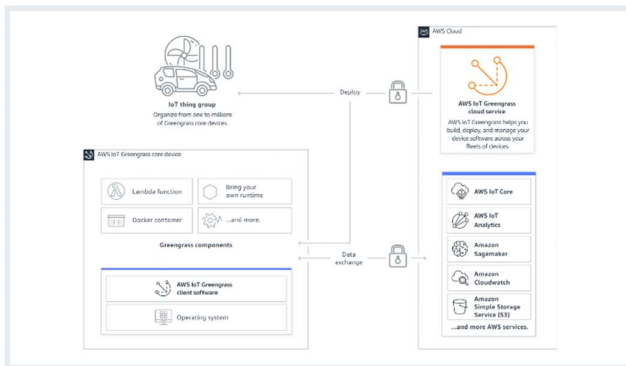 aws
AWS Cloud
IoT thing group
Organize from one to millions
of Greengrass core devices.
Deploy
AWS IoT Greengrass
cloud service
AWS IoT Greengrass helps you
build, deploy, and manage your
device software across your
fleets of devices.
AWS IoT Greengrass core device
Lambda function
Bring your
own runtime
Docker container
...and more.
Greengrass components
Data
exchange
AWS IoT Greengrass
client software
Operating system
AWS IoT Core
AWS IoT
Analytics
Amazon
Sagemaker
Amazon
Cloudwatch
Amazon
Simple Storage
Service (S3)
...and more AWS services.